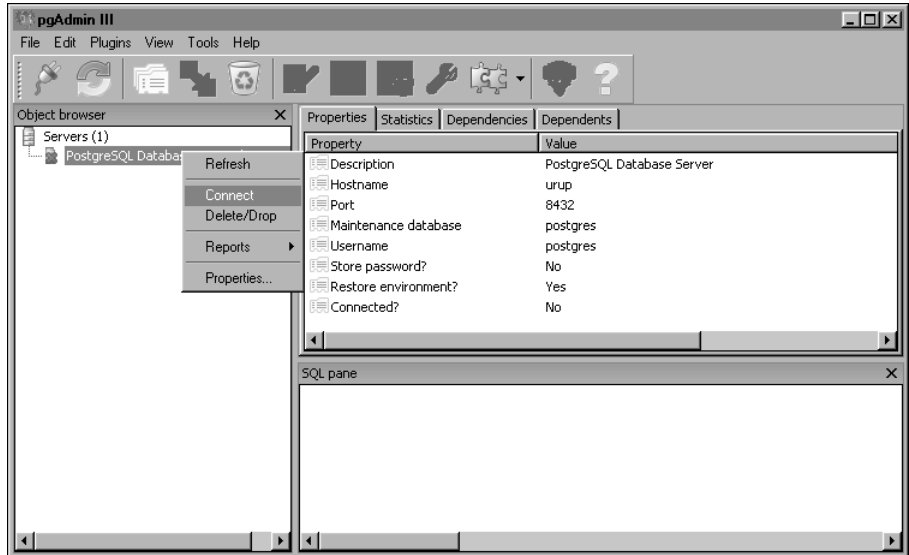 pgAdmin III
File Edit Plugins View Tools Help
Object browser
Servers (1)
PostgreSQL
Refresh
Connect
Delete/Drop
Reports
Properties...
Properties Statistics Dependencies Dependents
Property Value
Description PostgreSQL Database Server
Hostname urup
Port 8432
Maintenance database postgres
Username postgres
Store password? No
Restore environment? Yes
Connected? No
SQL pane